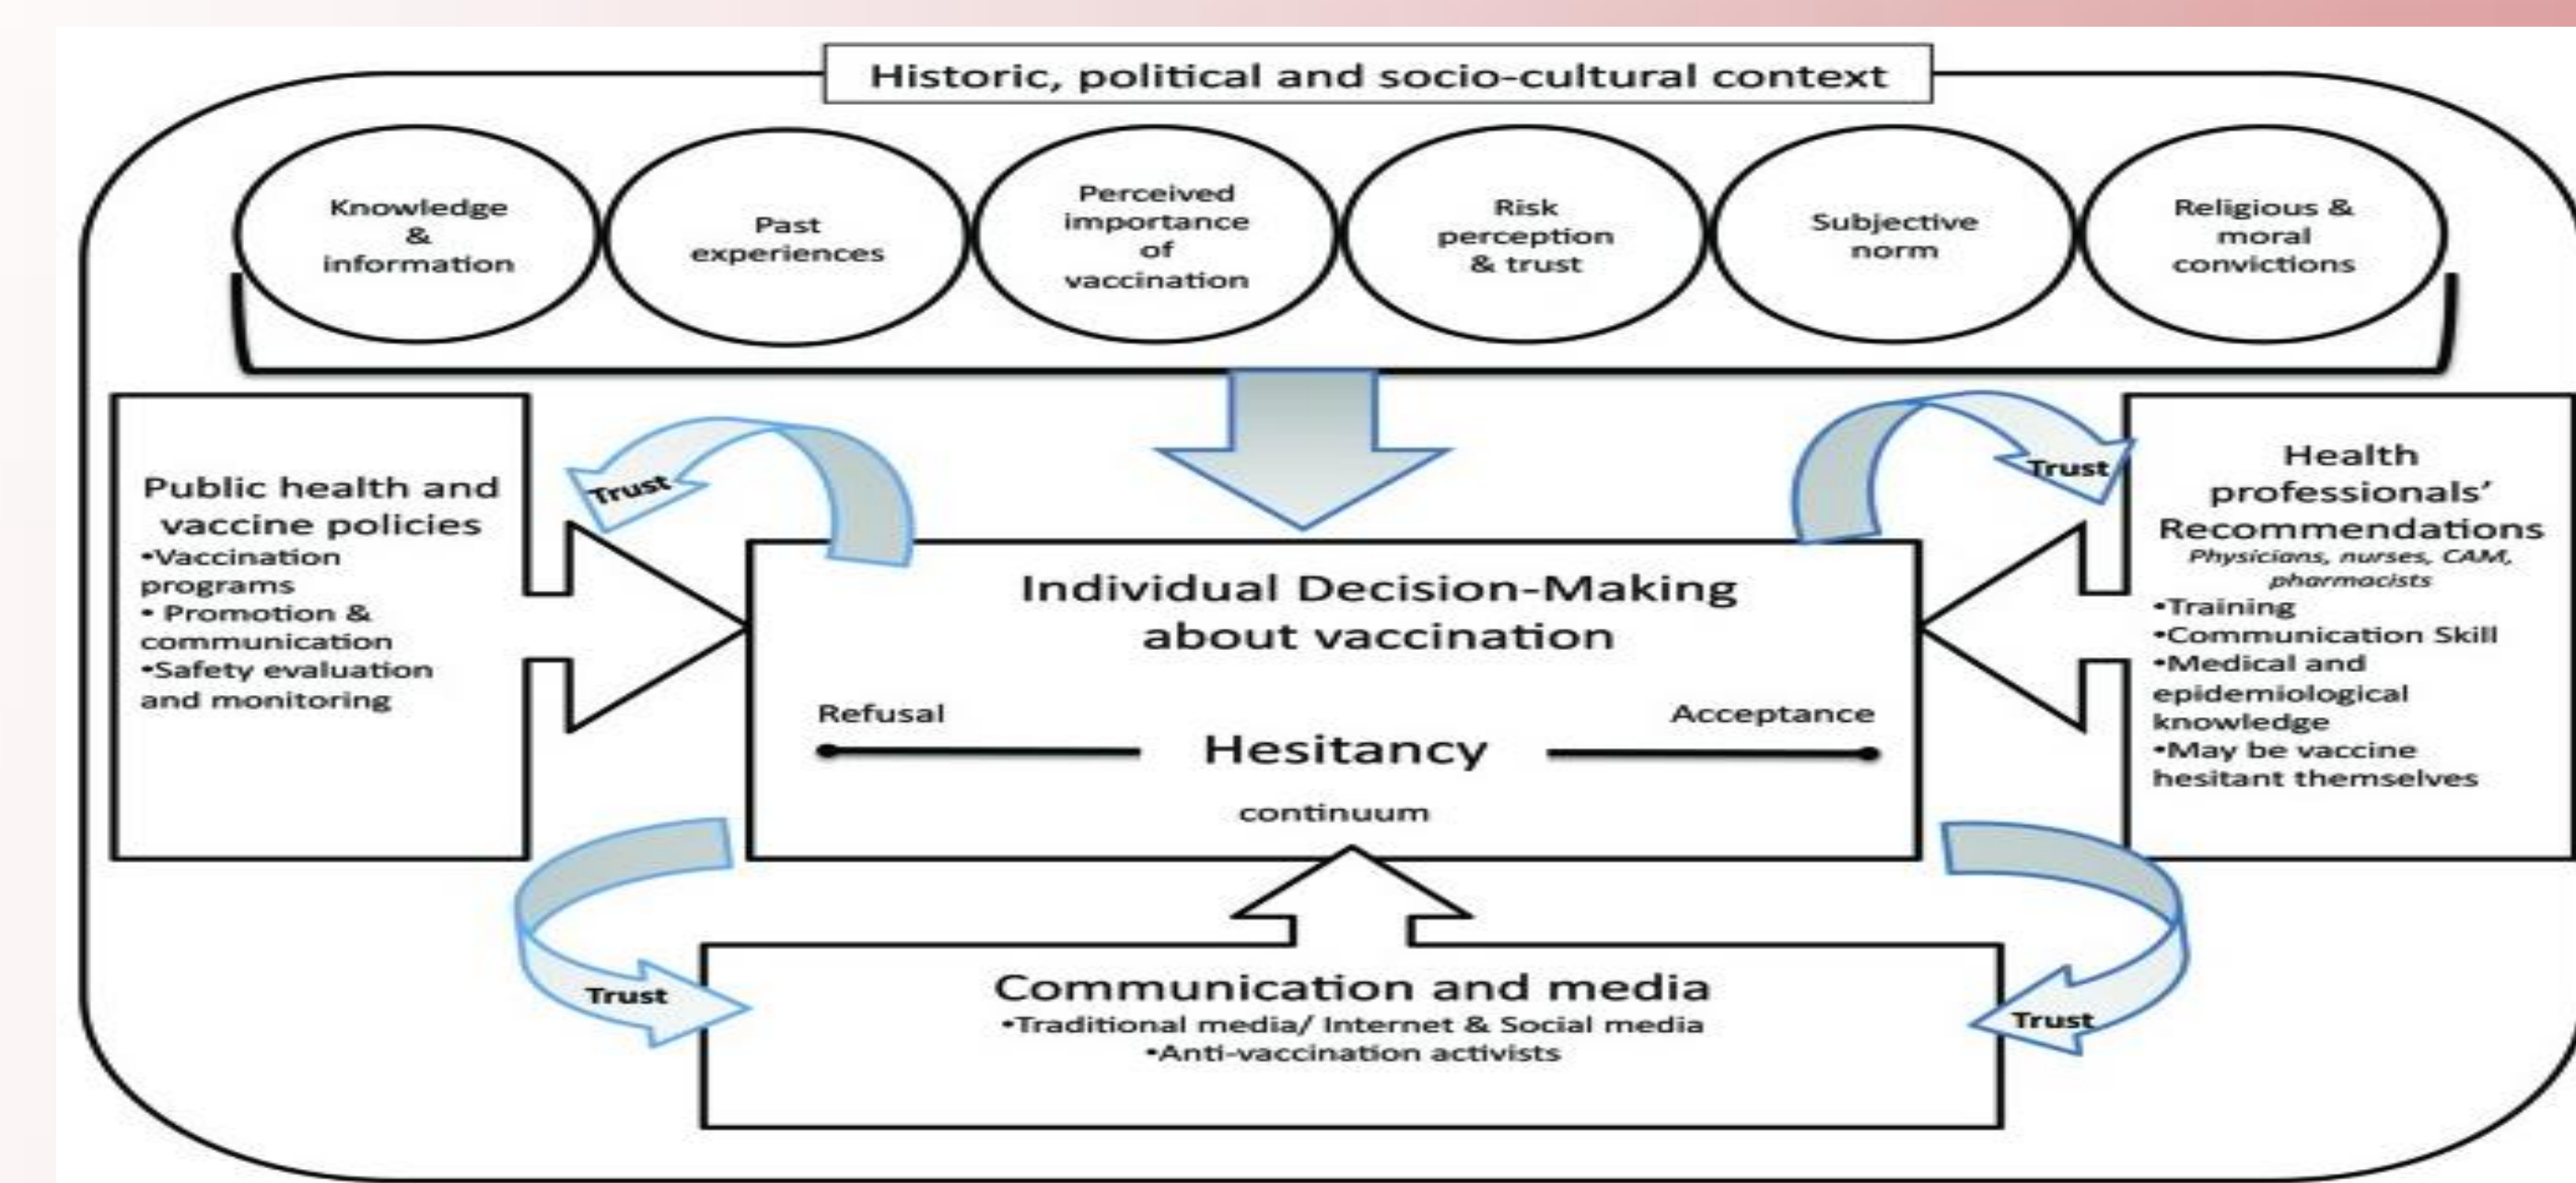 Historic, political and socio-cultural context
Knowledge
&
information
Past
experiences
Perceived
importance
of
vaccination
Risk
perception
& trust
Subjective
norm
Religious &
moral
convictions
Public health and
vaccine policies
•Vaccination
programs
• Promotion &
communication
•Safety evaluation
and monitoring
Trust
Trust
Health
professionals’
Recommendations
Physicians, nurses, CAM,
pharmacists
•Training
•Communication Skill
•Medical and
epidemiological
knowledge
•May be vaccine
hesitant themselves
Individual Decision-Making
about vaccination
Refusal
Acceptance
Hesitancy
continuum
Trust
Trust
Communication and media
•Traditional media/ Internet & Social media
•Anti-vaccination activists